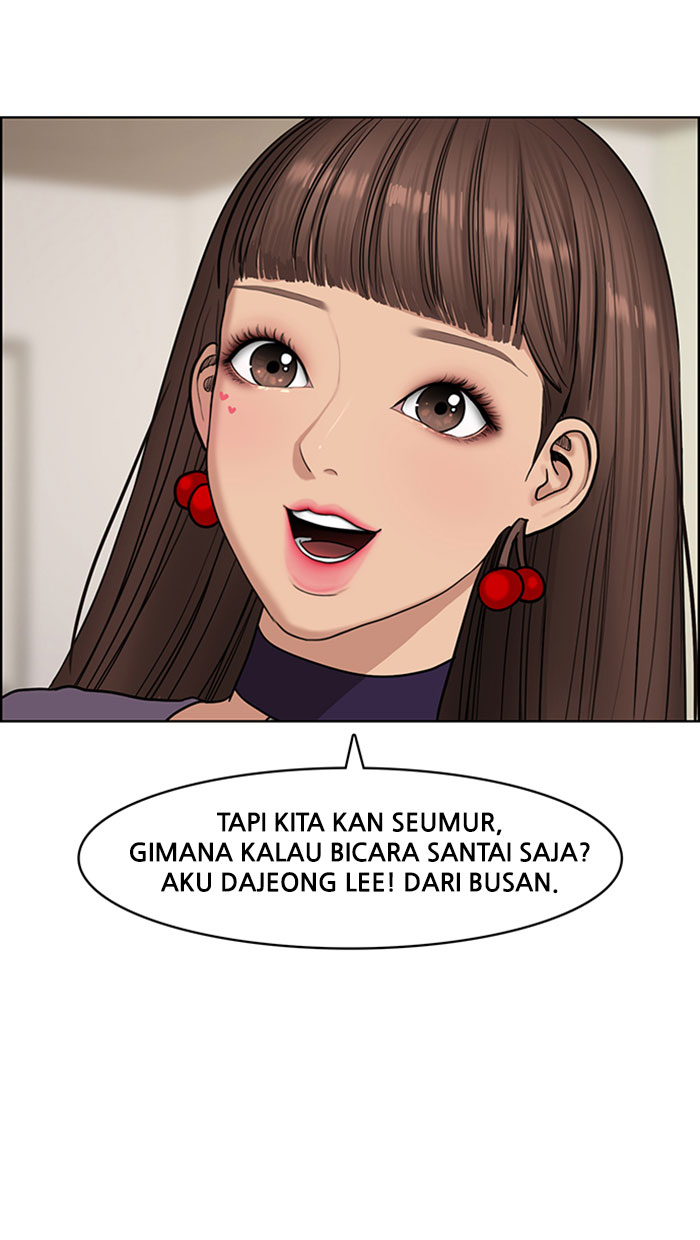 TAPI KITA KAN SEUMUR,
GIMANA KALAU BICARA SANTAI SAJA?
AKU DAJEONG LEE! DARI BUSAN.